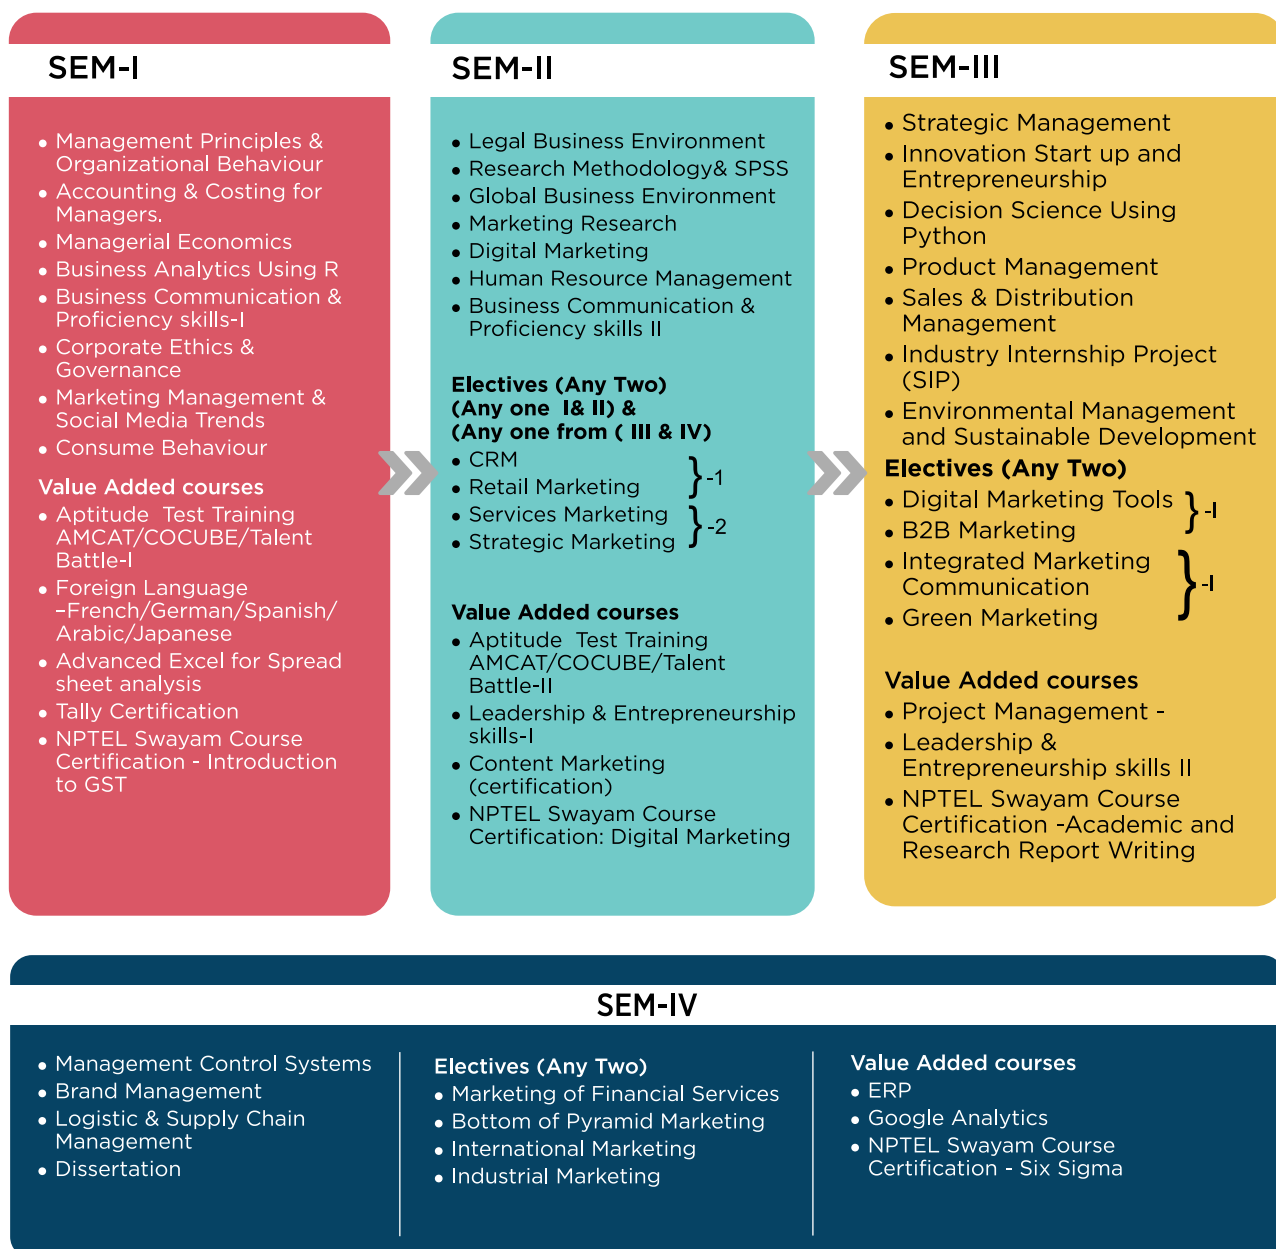 SEM-I
Management Principles &
Organizational Behaviour
Accounting & Costing for
Managers.
Managerial Economics
Business Analytics Using R
Business Communication &
Proficiency skills-I
Corporate Ethics &
Governance
Marketing Management &
Social Media Trends
Consume Behaviour
Value Added courses
Aptitude Test Training
AMCAT/COCUBE/Talent
Battle-I
Foreign Language
–French/German/Spanish/
Arabic/Japanese
Advanced Excel for Spread
sheet analysis
Tally Certification
NPTEL Swayam Course
Certification - Introduction
to GST
SEM-II
Legal Business Environment
Research Methodology& SPSS
Global Business Environment
Marketing Research
Digital Marketing
Human Resource Management
Business Communication &
Proficiency skills II
Electives (Any Two)
(Any one I& II) &
(Any one from ( III & IV)
CRM
Retail Marketing
} -1
Services Marketing
Strategic Marketing
} -2
Value Added courses
Aptitude Test Training
AMCAT/COCUBE/Talent
Battle-II
Leadership & Entrepreneurship
skills-I
Content Marketing
(certification)
NPTEL Swayam Course
Certification: Digital Marketing
SEM-III
Strategic Management
Innovation Start up and
Entrepreneurship
Decision Science Using
Python
Product Management
Sales & Distribution
Management
Industry Internship Project
(SIP)
Environmental Management
and Sustainable Development
Electives (Any Two)
Digital Marketing Tools
B2B Marketing
} -I
Integrated Marketing
Communication
Green Marketing
} -I
Value Added courses
Project Management -
Leadership &
Entrepreneurship skills II
NPTEL Swayam Course
Certification -Academic and
Research Report Writing
SEM-IV
Management Control Systems
Brand Management
Logistic & Supply Chain
Management
Dissertation
Electives (Any Two)
Marketing of Financial Services
Bottom of Pyramid Marketing
International Marketing
Industrial Marketing
Value Added courses
ERP
Google Analytics
NPTEL Swayam Course
Certification - Six Sigma